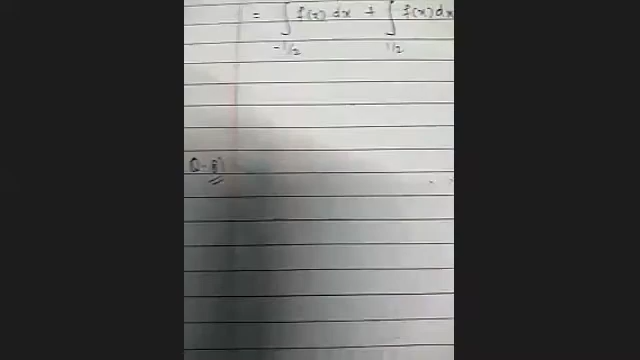 = ∫ f(x) dx + ∫ f(x) dx
-1/2 1/2
Q-8)